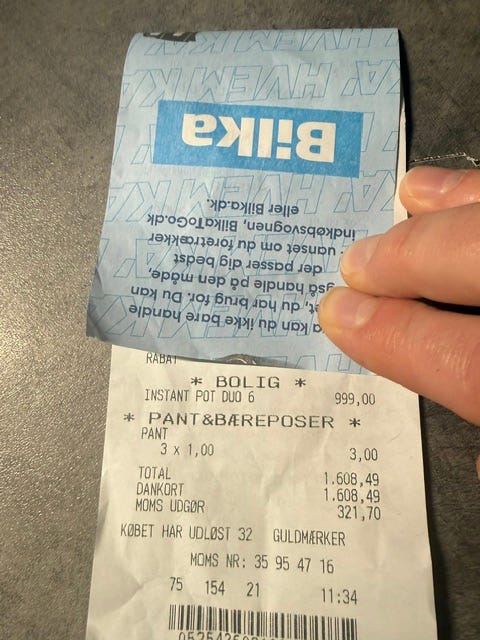 HVEM KA'
Bilka
eller Bilka.dk.
indkøbsvognen, BilkaToGo.dk
uanset om du foretrækker
der passer dig bedst
også handle på den måde,
et, du har brug for. Du kan
kan du ikke bare handle
RABAT
* BOLIG *
INSTANT POT DUO 6 999,00
* PANT&BÆREPOSER *
PANT
3 x 1,00 3,00
TOTAL 1.608,49
DANKORT 1.608,49
MOMS UDGØR 321,70
KØBET HAR UDLØST 32 GULDMÆRKER
MOMS NR: 35 95 47 16
75 154 21 11:34